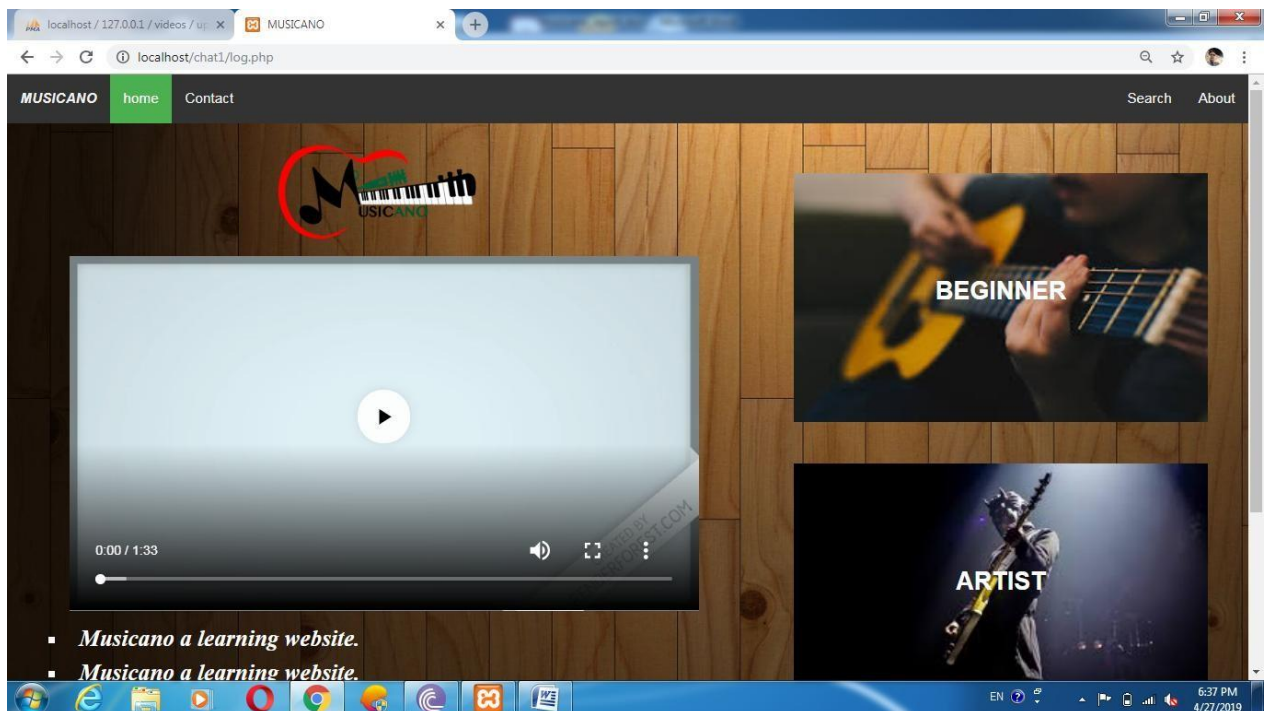 localhost / 127.0.0.1 / videos / up
MUSICANO
localhost/chat1/log.php
MUSICANO home Contact Search About
USICANO
BEGINNER
0:00 / 1:33
ARTIST
Musicano a learning website.
Musicano a learning website.
EN
6:37 PM
4/27/2019